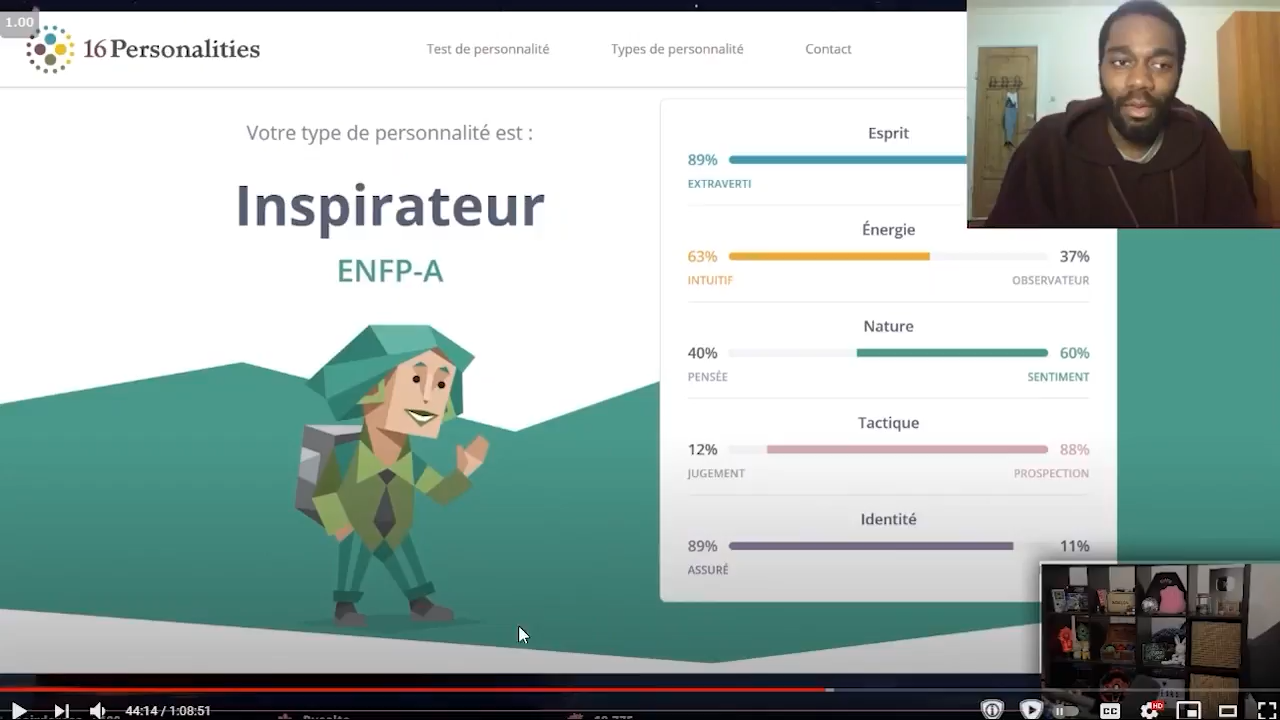 1.00
16Personalities
Test de personnalité
Types de personnalité
Contact
Votre type de personnalité est :
Inspirateur
ENFP-A
Esprit
89%
EXTRAVERTI
Énergie
63%
37%
INTUITIF
OBSERVATEUR
Nature
40%
60%
PENSÉE
SENTIMENT
Tactique
12%
88%
JUGEMENT
PROSPECTION
Identité
89%
11%
ASSURÉ
44:14 / 1:08:51
CC
HD